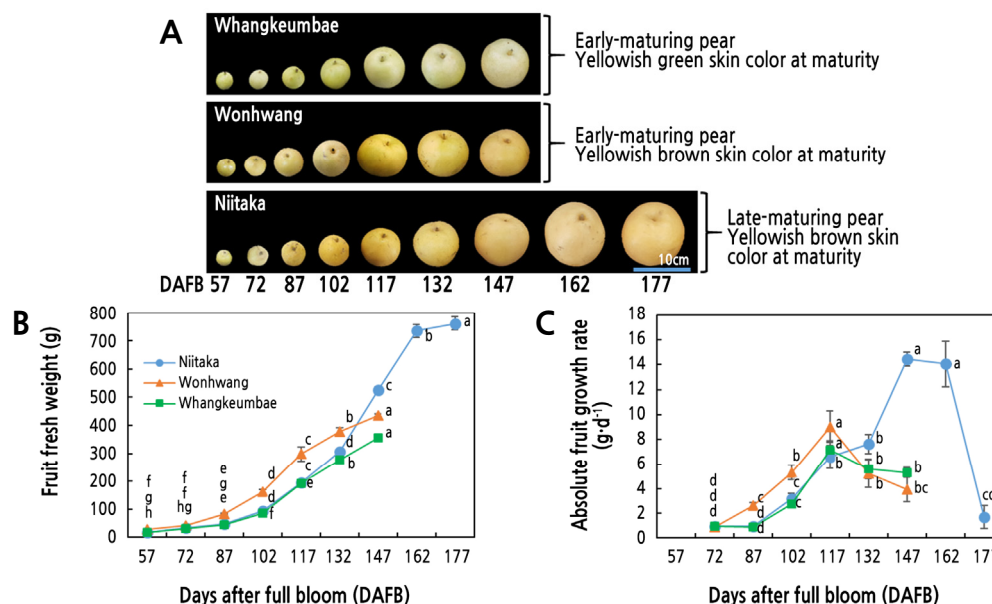 A
Whangkeumbae
Early-maturing pear
Yellowish green skin color at maturity
Wonhwang
Early-maturing pear
Yellowish brown skin color at maturity
Niitaka
Late-maturing pear
Yellowish brown skin
color at maturity
10cm
DAFB 57 72 87 102 117 132 147 162 177
B
Fruit fresh weight (g)
800
700
600
500
400
300
200
100
0
Niitaka
Wonhwang
Whangkeumbae
f f e d c b a
g f g d c d c b a
h hg e f e b a
57 72 87 102 117 132 147 162 177
Days after full bloom (DAFB)
C
Absolute fruit growth rate
(g·d-1)
18
16
14
12
10
8
6
4
2
0
d c b a b a a
d d c a b b
d d c b b bc
57 72 87 102 117 132 147 162 177
Days after full bloom (DAFB)